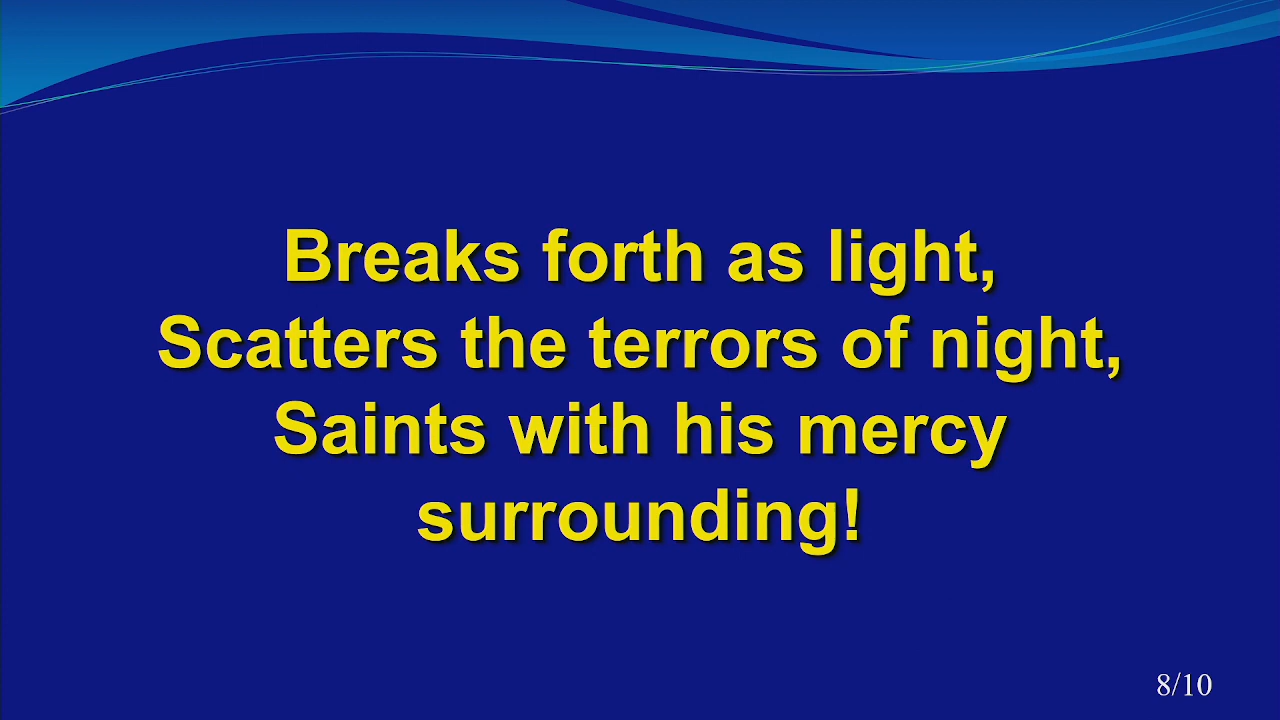 Breaks forth as light,
Scatters the terrors of night,
Saints with his mercy
surrounding!
8/10